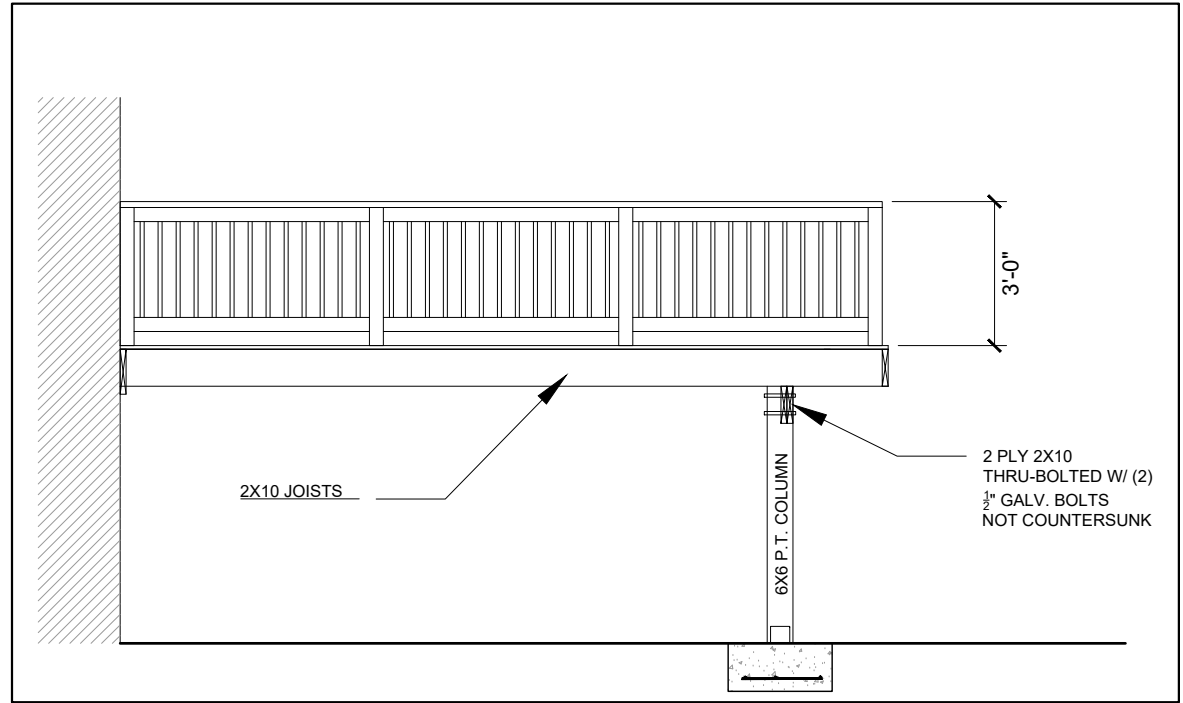 3'-0"
2X10 JOISTS
2 PLY 2X10
THRU-BOLTED W/ (2)
½" GALV. BOLTS
NOT COUNTERSUNK
6X6 P.T. COLUMN